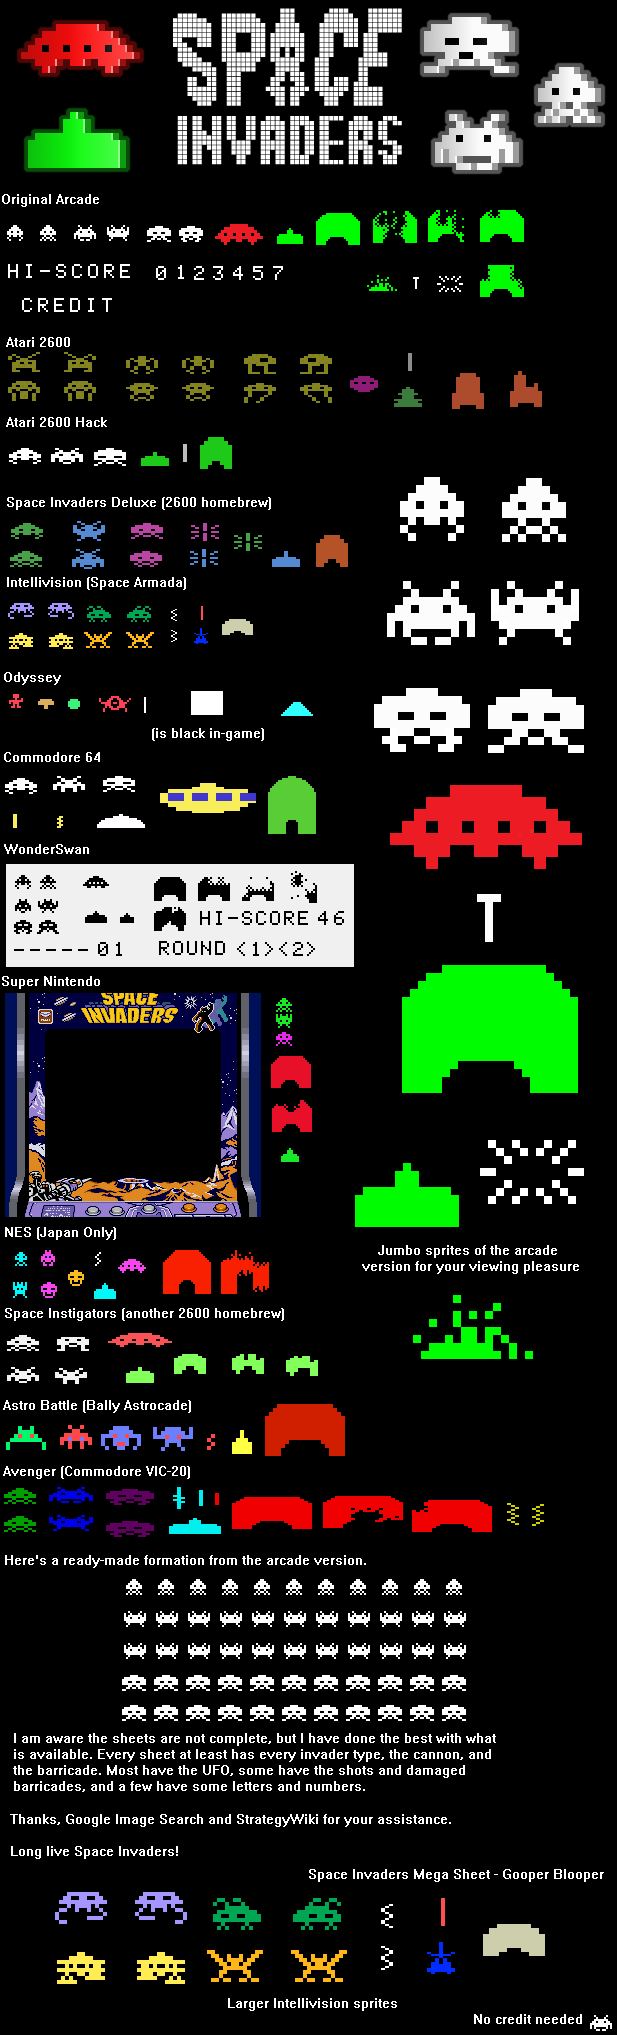 SPACE
INVADERS
Original Arcade
HI-SCORE 0123457
CREDIT
Atari 2600
Atari 2600 Hack
Space Invaders Deluxe (2600 homebrew)
Intellivision (Space Armada)
Odyssey
(is black in-game)
Commodore 64
WonderSwan
HI-SCORE 46
-----01 ROUND <1><2>
Super Nintendo
SPACE
INVADERS
NES (Japan Only)
Jumbo sprites of the arcade
version for your viewing pleasure
Space Instigators (another 2600 homebrew)
Astro Battle (Bally Astrocade)
Avenger (Commodore VIC-20)
Here's a ready-made formation from the arcade version.
I am aware the sheets are not complete, but I have done the best with what
is available. Every sheet at least has every invader type, the cannon, and
the barricade. Most have the UFO, some have the shots and damaged
barricades, and a few have some letters and numbers.
Thanks, Google Image Search and StrategyWiki for your assistance.
Long live Space Invaders!
Space Invaders Mega Sheet - Gooper Blooper
Larger Intellivision sprites
No credit needed